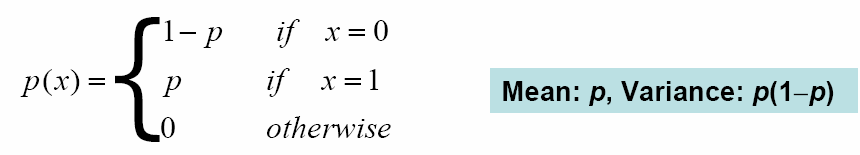 1− p if x = 0
p(x) = { p if x = 1
0 otherwise
Mean: p, Variance: p(1–p)